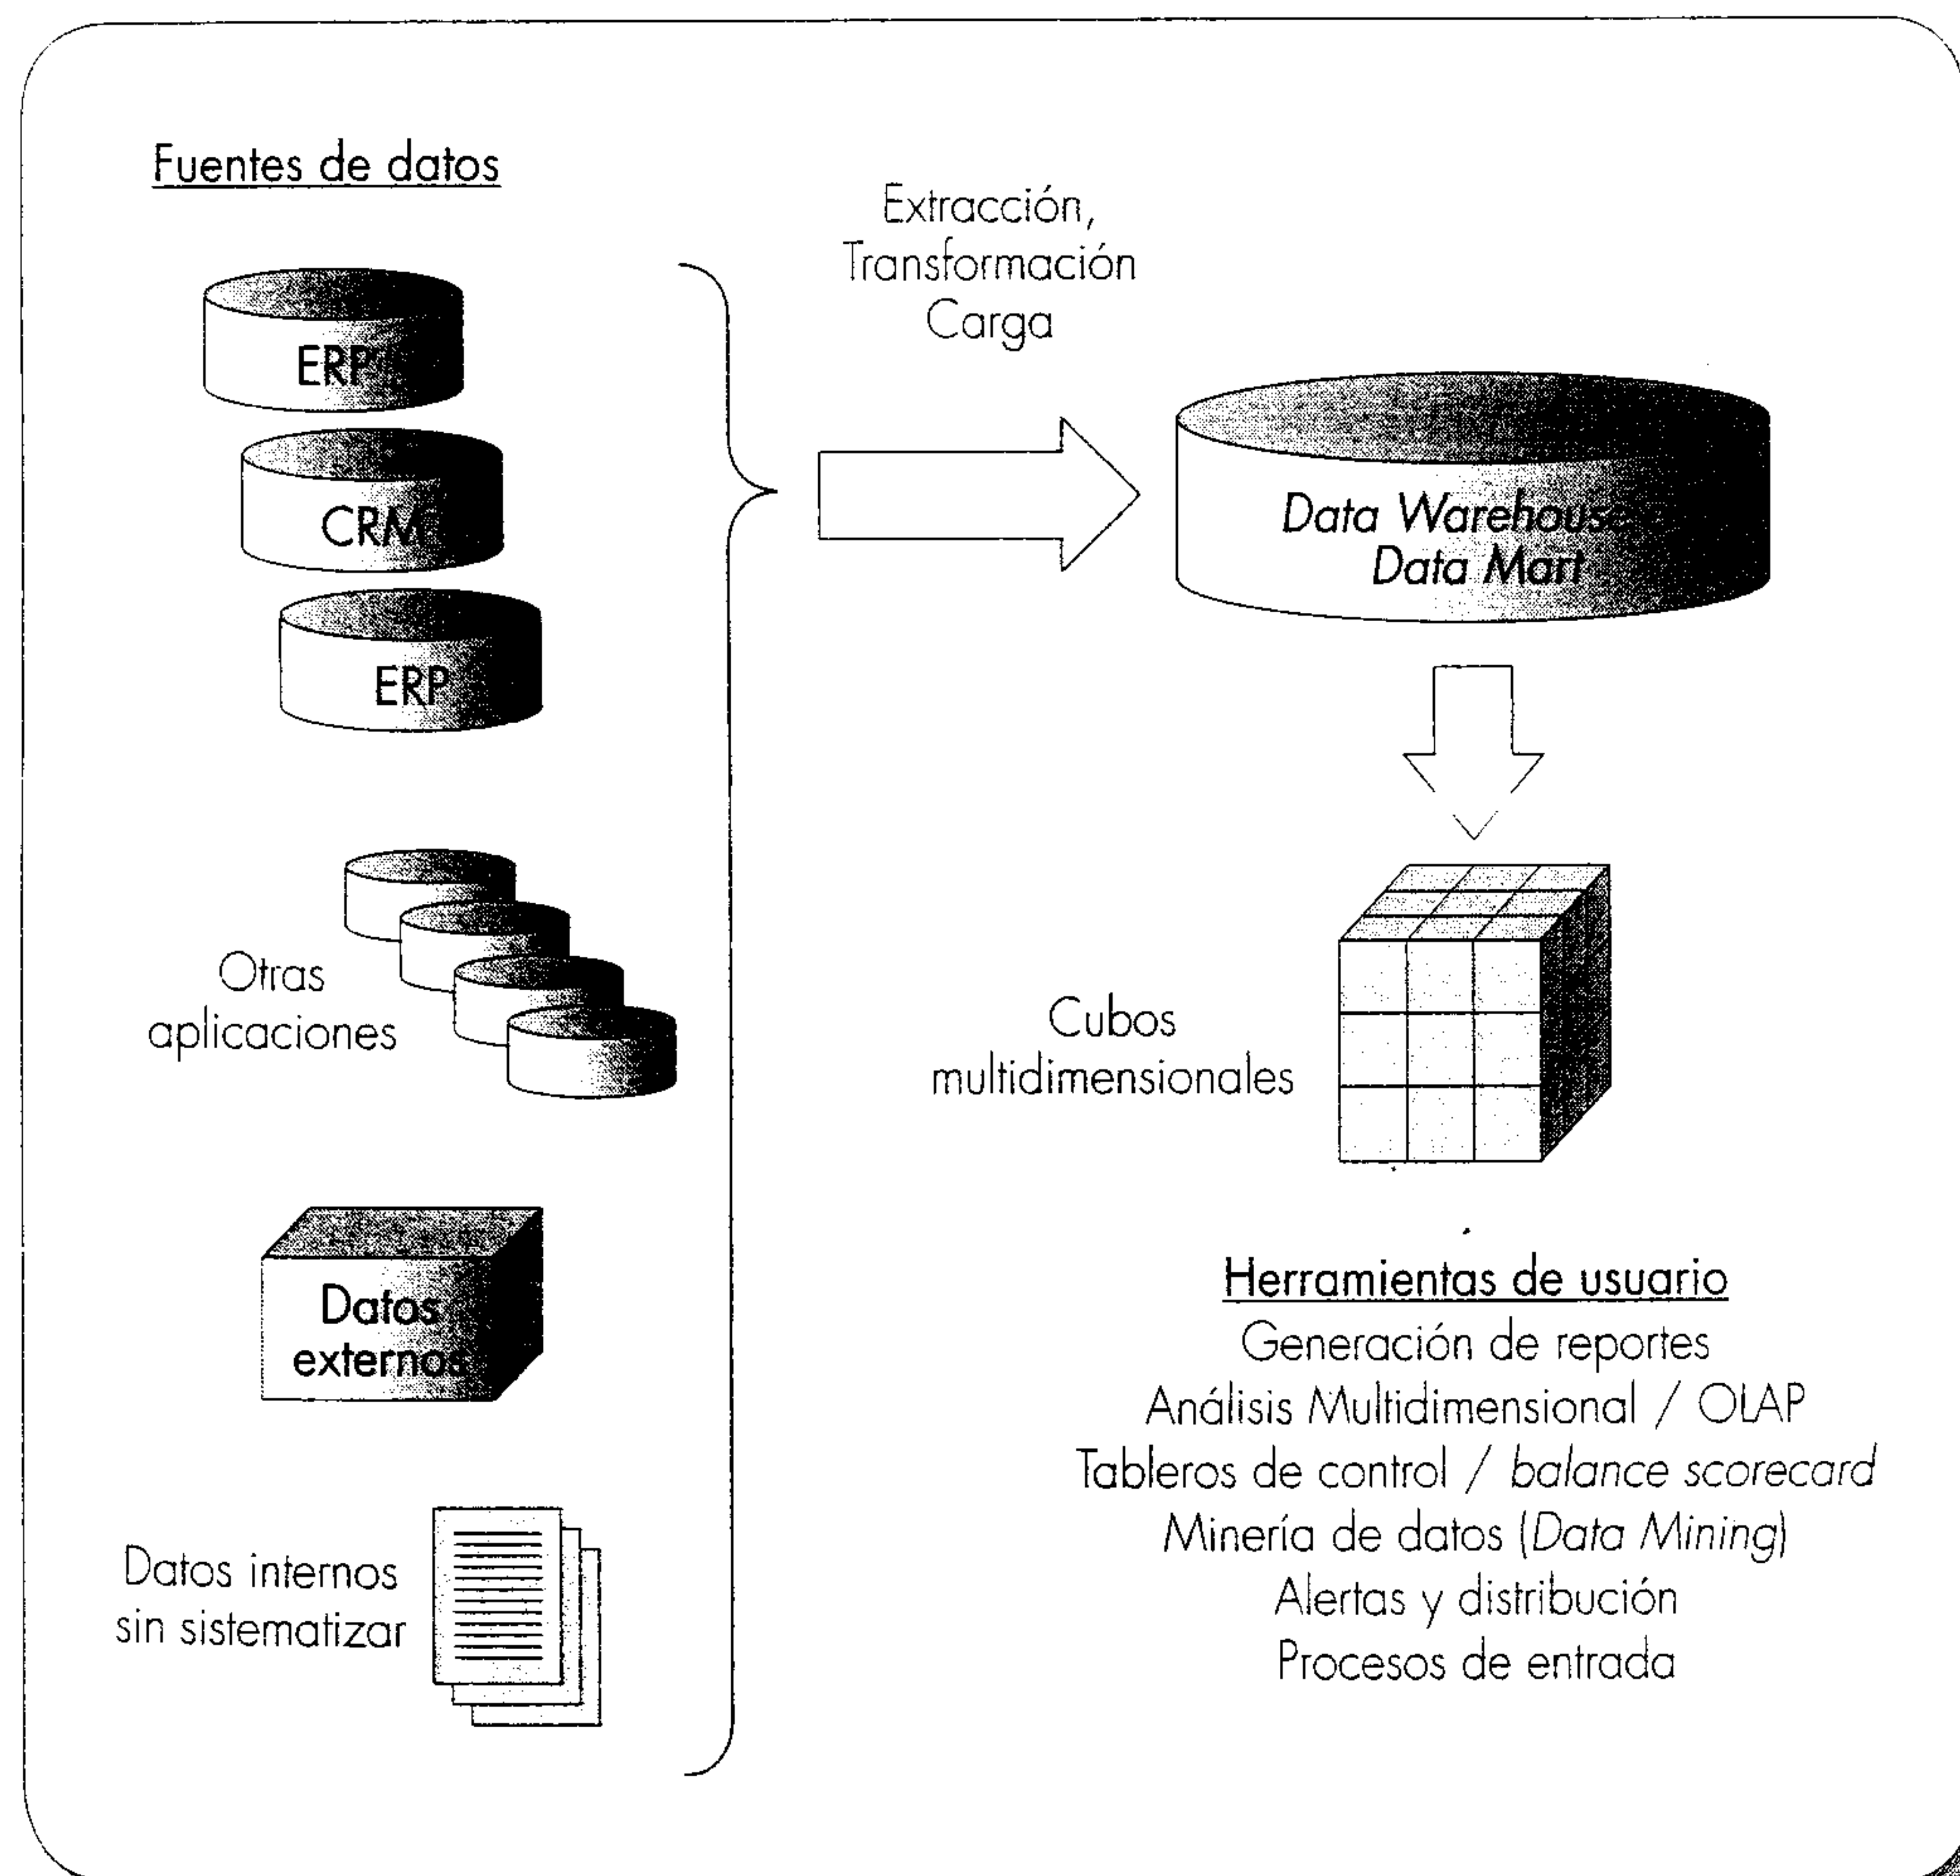 Fuentes de datos
ERP
CRM
ERP
Otras
aplicaciones
Datos
externos
Datos internos
sin sistematizar
Extracción,
Transformación
Carga
Data Warehouse
Data Mart
Cubos
multidimensionales
Herramientas de usuario
Generación de reportes
Análisis Multidimensional / OLAP
Tableros de control / balance scorecard
Minería de datos (Data Mining)
Alertas y distribución
Procesos de entrada